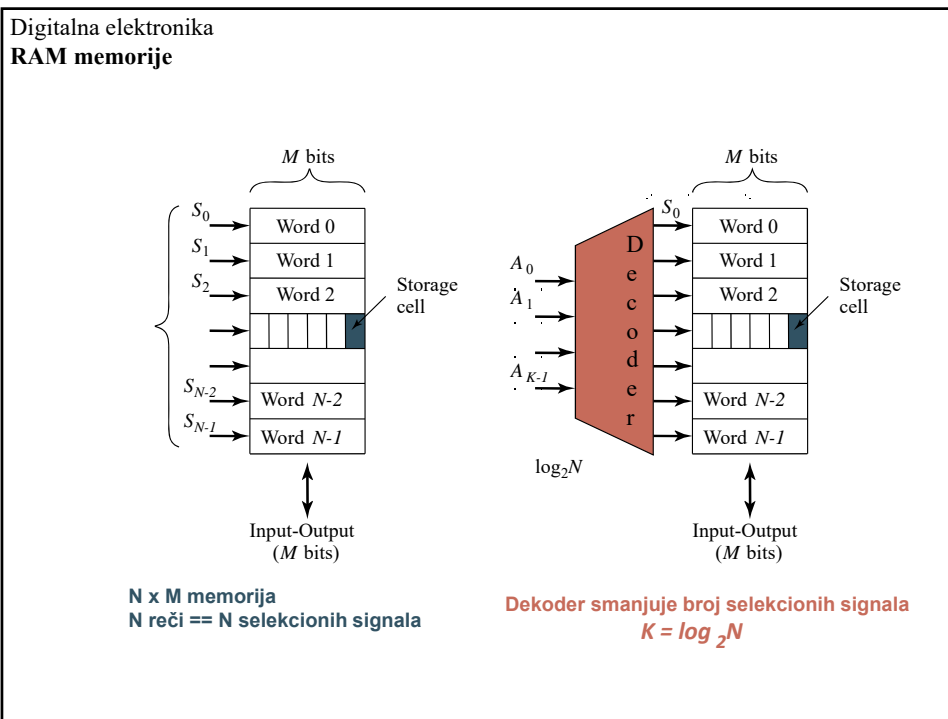 Digitalna elektronika
RAM memorije
M bits
S0
S1
S2
SN-2
SN-1
Word 0
Word 1
Word 2
Word N-2
Word N-1
Storage
cell
Input-Output
(M bits)
N x M memorija
N reči == N selekcionih signala
M bits
A0
A1
AK-1
log2N
Decoder
S0
Word 0
Word 1
Word 2
Word N-2
Word N-1
Storage
cell
Input-Output
(M bits)
Dekoder smanjuje broj selekcionih signala
K = log 2N